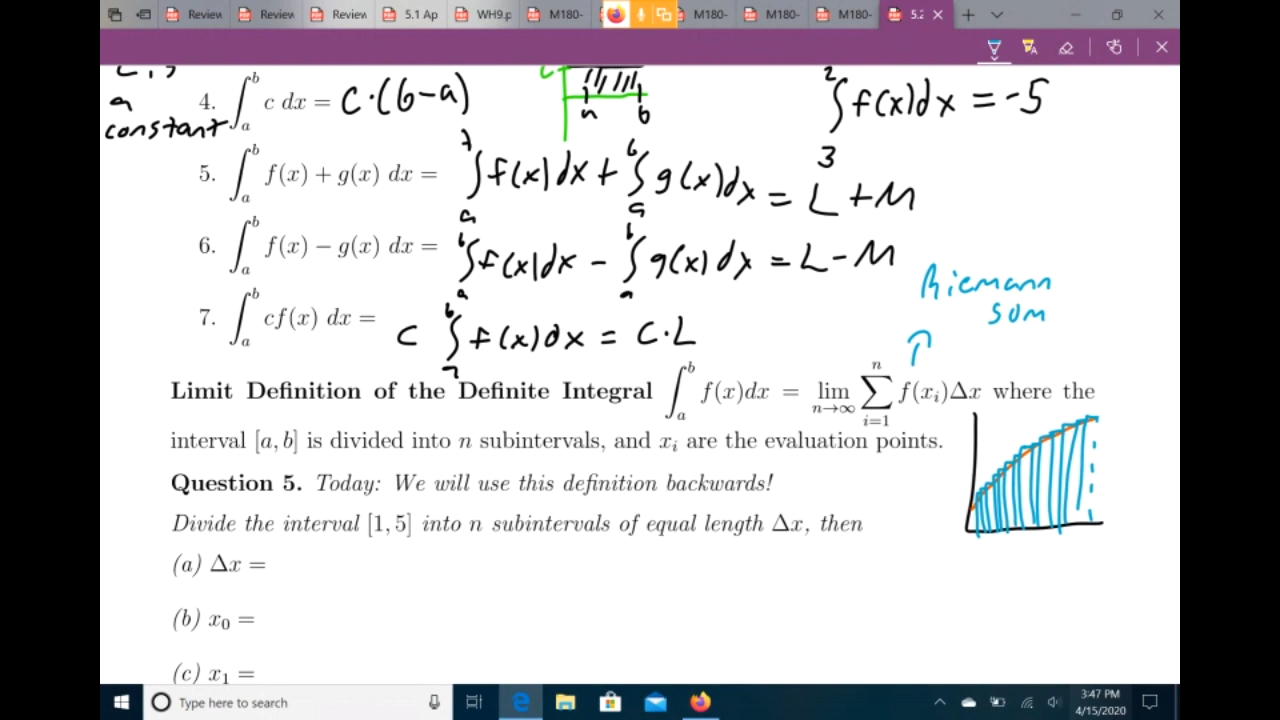 Review Review Review 5.1 Ap WH9.p M180- M180- M180- M180- 5.2
a
constant
4. ∫_a^b c dx = c·(b-a)
a b
∫_3^2 f(x)dx = -5
5. ∫_a^b f(x) + g(x) dx = ∫_a^b f(x)dx + ∫_a^b g(x)dx = L + M
6. ∫_a^b f(x) − g(x) dx = ∫_a^b f(x)dx - ∫_a^b g(x)dx = L - M
7. ∫_a^b cf(x) dx = c ∫_a^b f(x)dx = c·L
Riemann
sum
Limit Definition of the Definite Integral ∫_a^b f(x)dx = lim_{n→∞} ∑_{i=1}^n f(x_i)Δx where the
interval [a, b] is divided into n subintervals, and x_i are the evaluation points.
Question 5. Today: We will use this definition backwards!
Divide the interval [1, 5] into n subintervals of equal length Δx, then
(a) Δx =
(b) x_0 =
(c) x_1 =
Type here to search
3:47 PM
4/15/2020